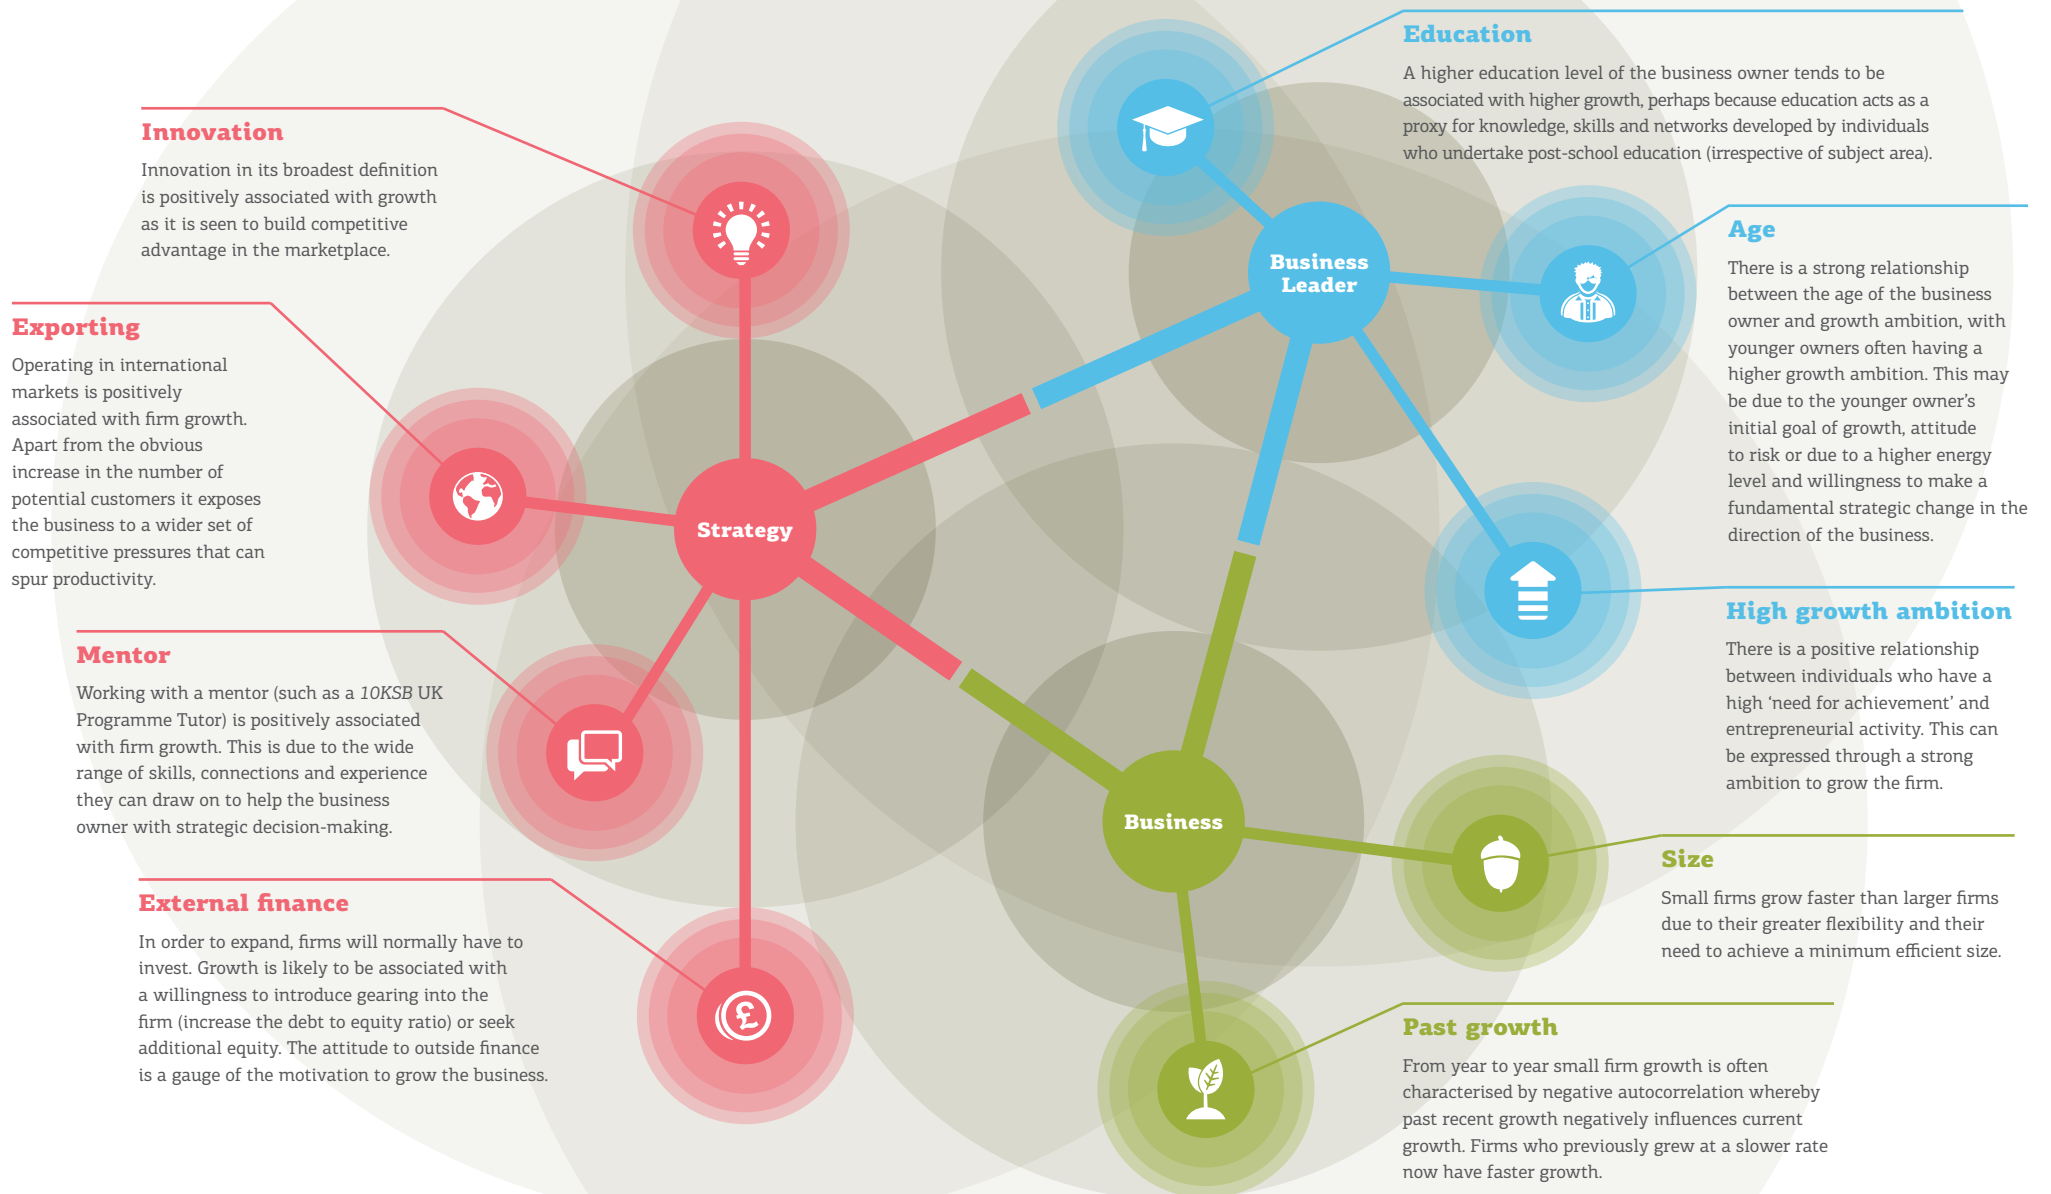 Innovation
Innovation in its broadest definition
is positively associated with growth
as it is seen to build competitive
advantage in the marketplace.
Exporting
Operating in international
markets is positively
associated with firm growth.
Apart from the obvious
increase in the number of
potential customers it exposes
the business to a wider set of
competitive pressures that can
spur productivity.
Mentor
Working with a mentor (such as a 10KSB UK
Programme Tutor) is positively associated
with firm growth. This is due to the wide
range of skills, connections and experience
they can draw on to help the business
owner with strategic decision-making.
External finance
In order to expand, firms will normally have to
invest. Growth is likely to be associated with
a willingness to introduce gearing into the
firm (increase the debt to equity ratio) or seek
additional equity. The attitude to outside finance
is a gauge of the motivation to grow the business.
Strategy
£
Business
Leader
Business
Education
A higher education level of the business owner tends to be
associated with higher growth, perhaps because education acts as a
proxy for knowledge, skills and networks developed by individuals
who undertake post-school education (irrespective of subject area).
Age
There is a strong relationship
between the age of the business
owner and growth ambition, with
younger owners often having a
higher growth ambition. This may
be due to the younger owner's
initial goal of growth, attitude
to risk or due to a higher energy
level and willingness to make a
fundamental strategic change in the
direction of the business.
High growth ambition
There is a positive relationship
between individuals who have a
high ‘need for achievement’ and
entrepreneurial activity. This can
be expressed through a strong
ambition to grow the firm.
Size
Small firms grow faster than larger firms
due to their greater flexibility and their
need to achieve a minimum efficient size.
Past growth
From year to year small firm growth is often
characterised by negative autocorrelation whereby
past recent growth negatively influences current
growth. Firms who previously grew at a slower rate
now have faster growth.